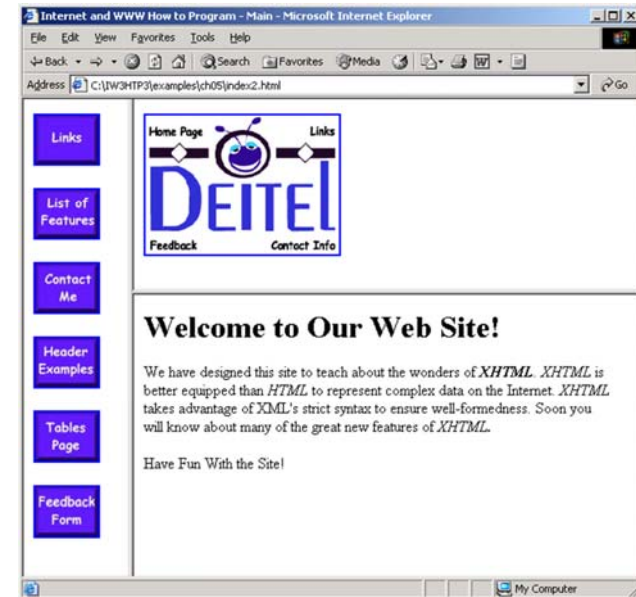 Internet and WWW How to Program - Main - Microsoft Internet Explorer
File Edit View Favorites Tools Help
Back Search Favorites Media
Address C:\IW3HTP3\examples\ch05\index2.html Go
Links
List of
Features
Contact
Me
Header
Examples
Tables
Page
Feedback
Form
Home Page Links
DEITEL
Feedback Contact Info
Welcome to Our Web Site!
We have designed this site to teach about the wonders of XHTML. XHTML is
better equipped than HTML to represent complex data on the Internet. XHTML
takes advantage of XML's strict syntax to ensure well-formedness. Soon you
will know about many of the great new features of XHTML.
Have Fun With the Site!
My Computer